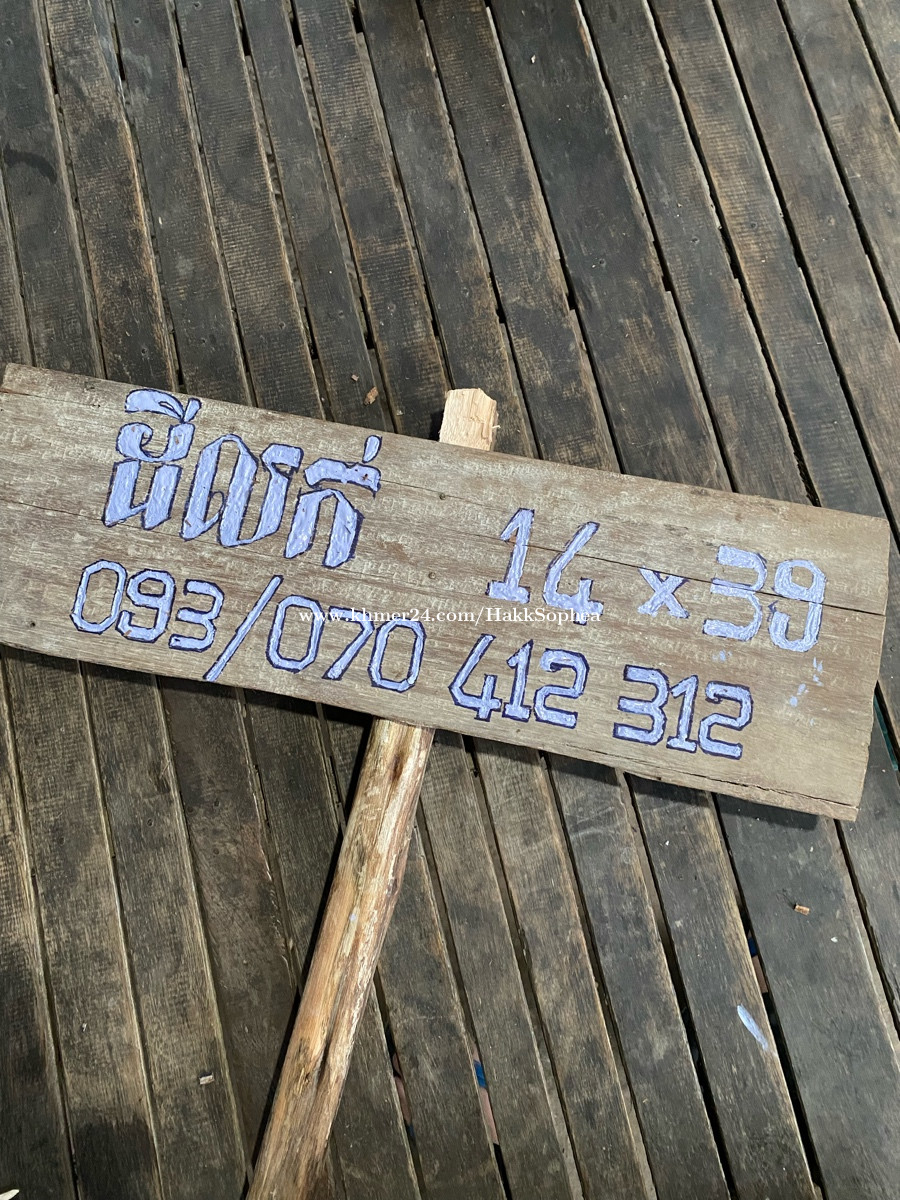 ដីលក់ 14 x 39
093/070 412 312
www.khmer24.com/HakkSophea